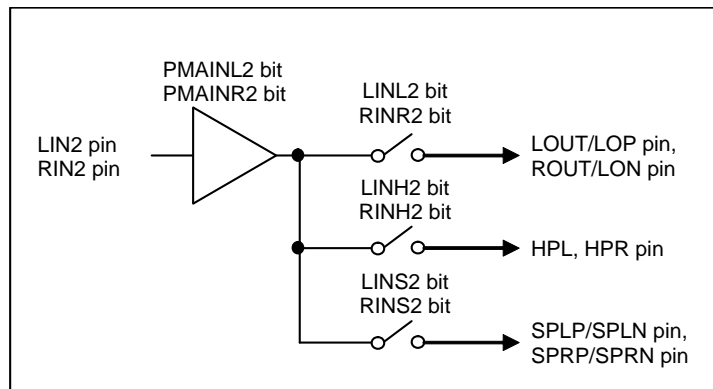 PMAINL2 bit
PMAINR2 bit
LIN2 pin
RIN2 pin
LINL2 bit
RINR2 bit
LOUT/LOP pin,
ROUT/LON pin
LINH2 bit
RINH2 bit
HPL, HPR pin
LINS2 bit
RINS2 bit
SPLP/SPLN pin,
SPRP/SPRN pin